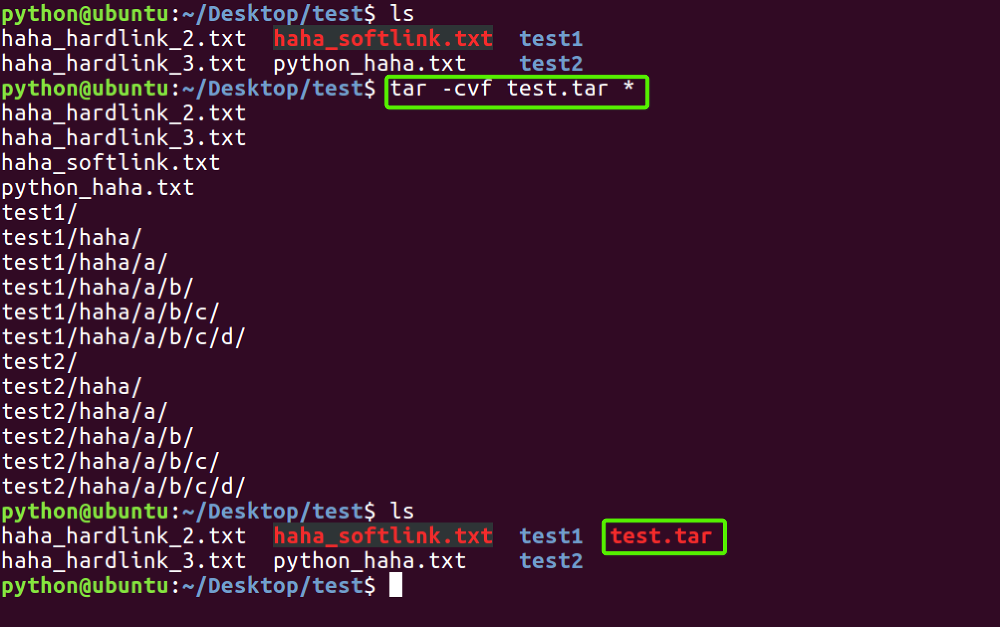 python@ubuntu:~/Desktop/test$ ls
haha_hardlink_2.txt  haha_softlink.txt  test1
haha_hardlink_3.txt  python_haha.txt    test2
python@ubuntu:~/Desktop/test$ tar -cvf test.tar *
haha_hardlink_2.txt
haha_hardlink_3.txt
haha_softlink.txt
python_haha.txt
test1/
test1/haha/
test1/haha/a/
test1/haha/a/b/
test1/haha/a/b/c/
test1/haha/a/b/c/d/
test2/
test2/haha/
test2/haha/a/
test2/haha/a/b/
test2/haha/a/b/c/
test2/haha/a/b/c/d/
python@ubuntu:~/Desktop/test$ ls
haha_hardlink_2.txt  haha_softlink.txt  test1  test.tar
haha_hardlink_3.txt  python_haha.txt    test2
python@ubuntu:~/Desktop/test$